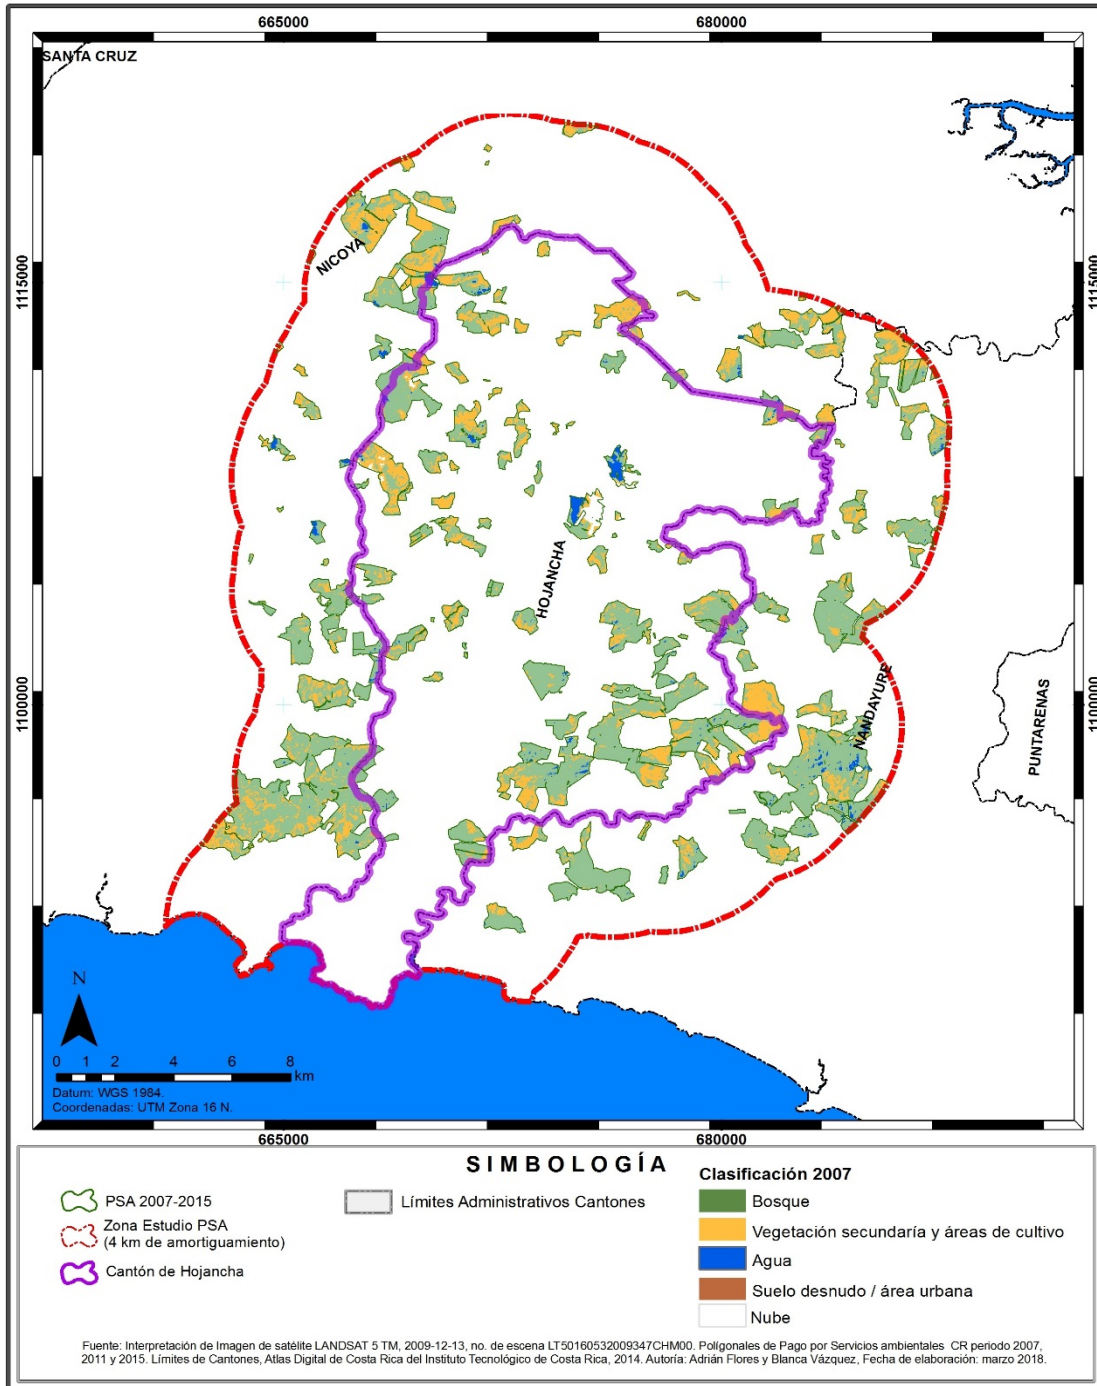 665000
680000
SANTA CRUZ
NICOYA
1115000
1115000
HOJANCHA
1100000
1100000
NANDAYURE
PUNTARENAS
N
0 1 2 4 6 8
km
Datum: WGS 1984.
Coordenadas: UTM Zona 16 N.
665000
680000
SIMBOLOGÍA
PSA 2007-2015
Zona Estudio PSA
(4 km de amortiguamiento)
Cantón de Hojancha
Límites Administrativos Cantones
Clasificación 2007
Bosque
Vegetación secundaría y áreas de cultivo
Agua
Suelo desnudo / área urbana
Nube
Fuente: Interpretación de Imagen de satélite LANDSAT 5 TM, 2009-12-13, no. de escena LT50160532009347CHM00. Polígonales de Pago por Servicios ambientales CR periodo 2007,
2011 y 2015. Límites de Cantones, Atlas Digital de Costa Rica del Instituto Tecnológico de Costa Rica, 2014. Autoría: Adrián Flores y Blanca Vázquez, Fecha de elaboración: marzo 2018.